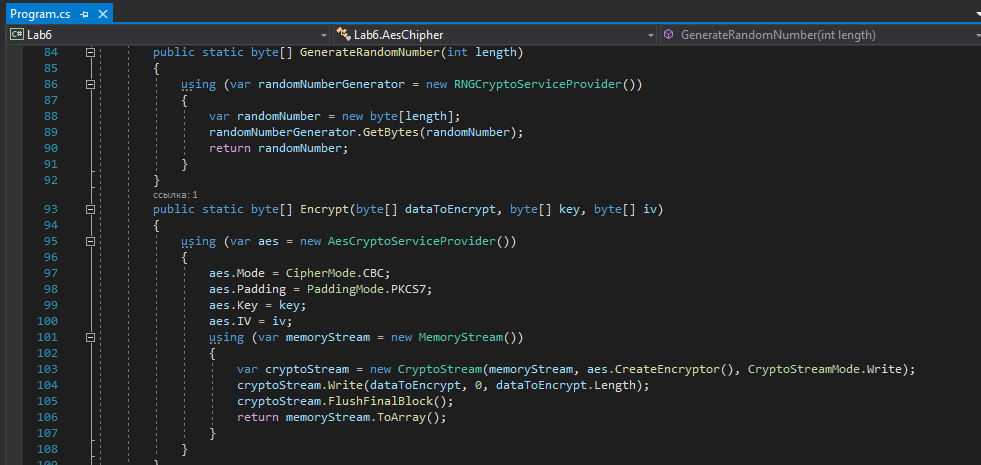 Program.cs
C# Lab6 Lab6.AesChipher GenerateRandomNumber(int length)
84 public static byte[] GenerateRandomNumber(int length)
85 {
86 using (var randomNumberGenerator = new RNGCryptoServiceProvider())
87 {
88 var randomNumber = new byte[length];
89 randomNumberGenerator.GetBytes(randomNumber);
90 return randomNumber;
91 }
92 }
ссылка: 1
93 public static byte[] Encrypt(byte[] dataToEncrypt, byte[] key, byte[] iv)
94 {
95 using (var aes = new AesCryptoServiceProvider())
96 {
97 aes.Mode = CipherMode.CBC;
98 aes.Padding = PaddingMode.PKCS7;
99 aes.Key = key;
100 aes.IV = iv;
101 using (var memoryStream = new MemoryStream())
102 {
103 var cryptoStream = new CryptoStream(memoryStream, aes.CreateEncryptor(), CryptoStreamMode.Write);
104 cryptoStream.Write(dataToEncrypt, 0, dataToEncrypt.Length);
105 cryptoStream.FlushFinalBlock();
106 return memoryStream.ToArray();
107 }
108 }
109 }